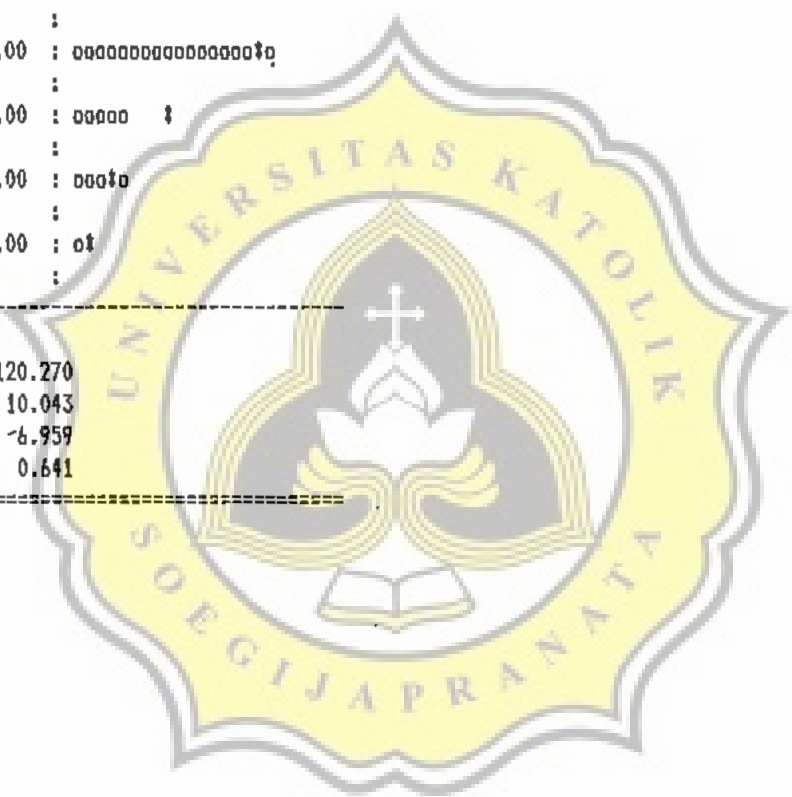 :
.00 : oooooooooooooooo*o
:
.00 : ooooo *
:
.00 : ooo*o
:
.00 : o*
:
-----------------------------------
120.270
10.043
-6.959
0.641
===================================
UNIVERSITAS KATOLIK
SOEGIJAPRANATA